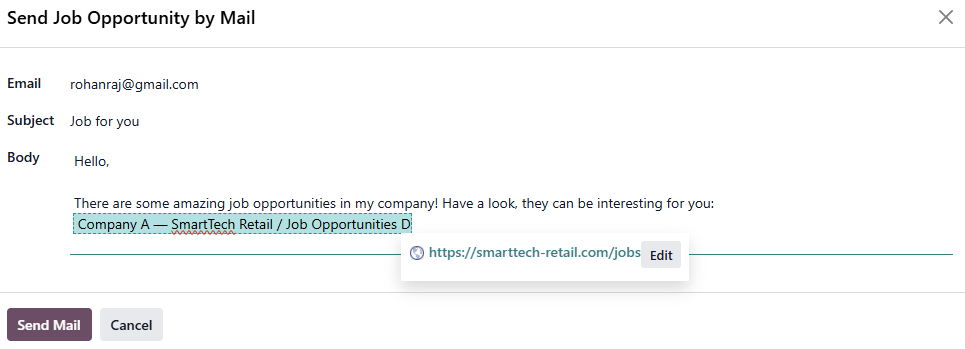 Send Job Opportunity by Mail
Email rohanraj@gmail.com
Subject Job for you
Body Hello,
There are some amazing job opportunities in my company! Have a look, they can be interesting for you:
Company A — SmartTech Retail / Job Opportunities D
https://smarttech-retail.com/jobs Edit
Send Mail Cancel